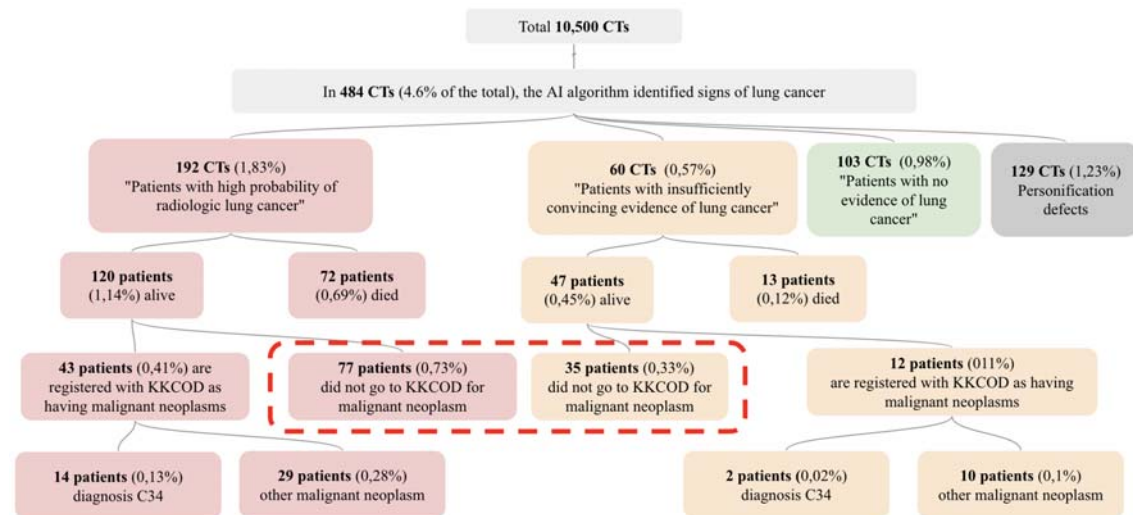 Total 10,500 CTs
In 484 CTs (4.6% of the total), the AI algorithm identified signs of lung cancer
192 CTs (1,83%)
"Patients with high probability of
radiologic lung cancer"
60 CTs (0,57%)
"Patients with insufficiently
convincing evidence of lung cancer"
103 CTs (0,98%)
"Patients with no
evidence of lung
cancer"
129 CTs (1,23%)
Personification
defects
120 patients
(1,14%) alive
72 patients
(0,69%) died
47 patients
(0,45%) alive
13 patients
(0,12%) died
43 patients (0,41%) are
registered with KKCOD as
having malignant neoplasms
77 patients (0,73%)
did not go to KKCOD for
malignant neoplasm
35 patients (0,33%)
did not go to KKCOD for
malignant neoplasm
12 patients (011%)
are registered with KKCOD as having
malignant neoplasms
14 patients (0,13%)
diagnosis C34
29 patients (0,28%)
other malignant neoplasm
2 patients (0,02%)
diagnosis C34
10 patients (0,1%)
other malignant neoplasm